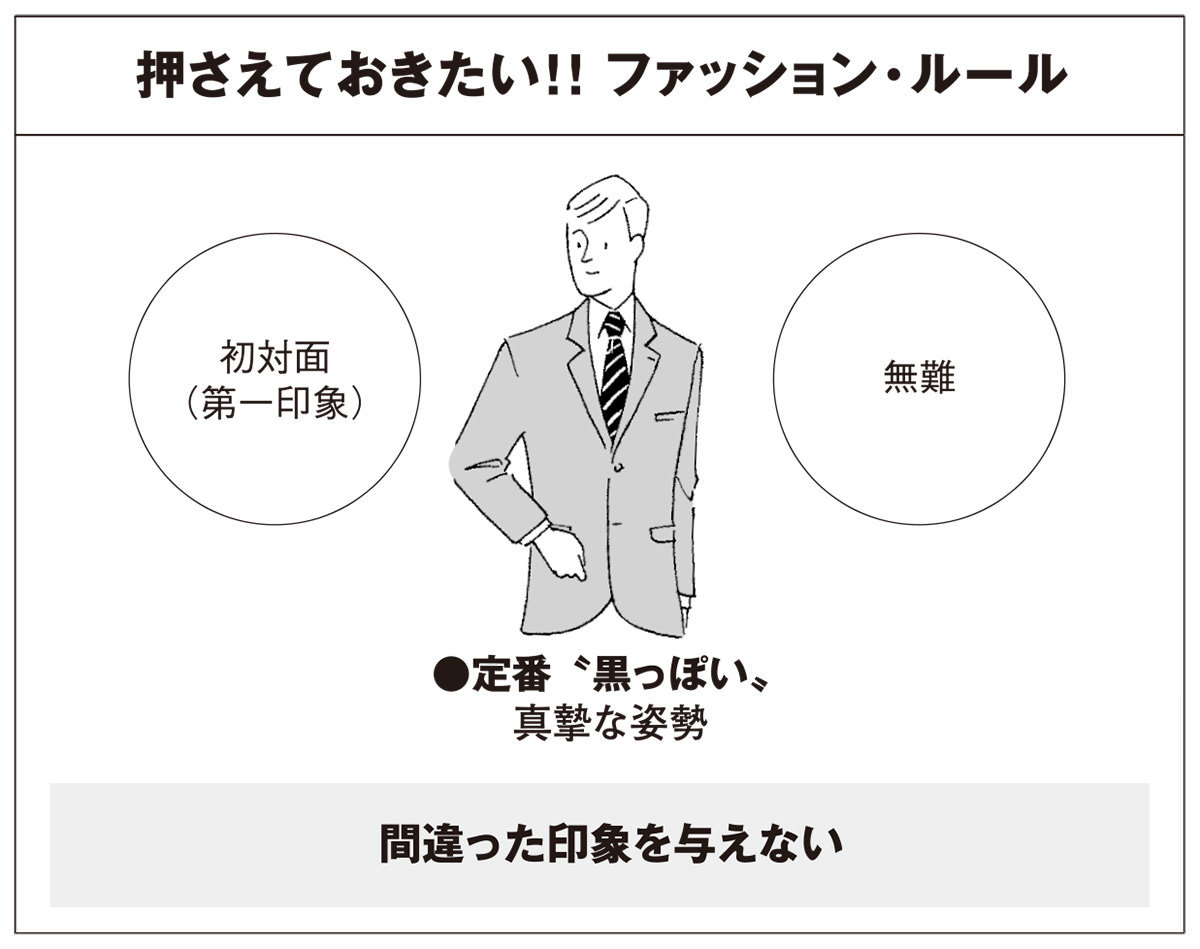 押さえておきたい!! ファッション・ルール
初対面
（第一印象）
無難
●定番〝黒っぽい〟
真摯な姿勢
間違った印象を与えない